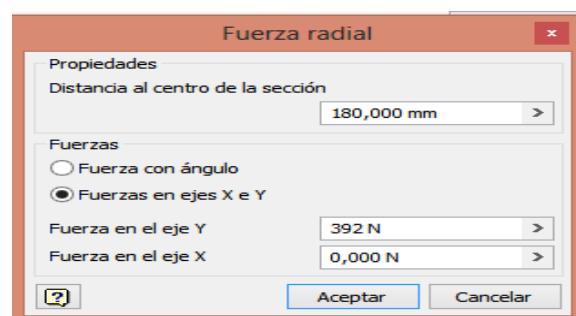 Fuerza radial
Propiedades
Distancia al centro de la sección
180,000 mm
Fuerzas
Fuerza con ángulo
Fuerzas en ejes X e Y
Fuerza en el eje Y 392 N
Fuerza en el eje X 0,000 N
Aceptar Cancelar